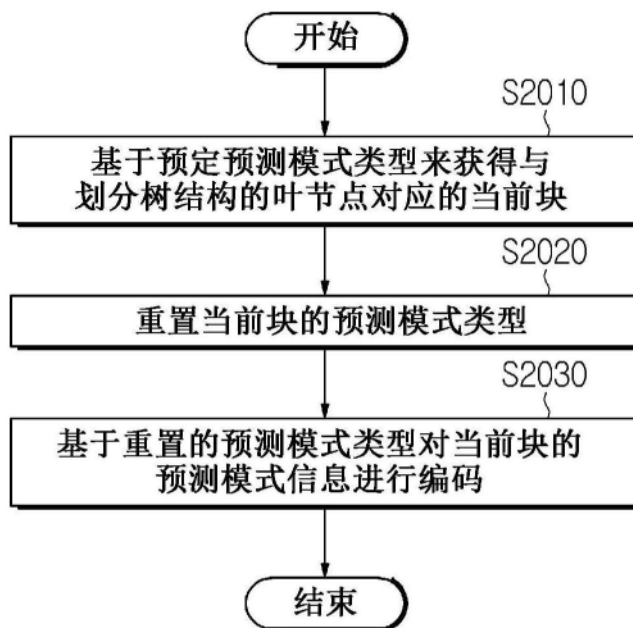 开始
S2010
基于预定预测模式类型来获得与
划分树结构的叶节点对应的当前块
S2020
重置当前块的预测模式类型
S2030
基于重置的预测模式类型对当前块的
预测模式信息进行编码
结束